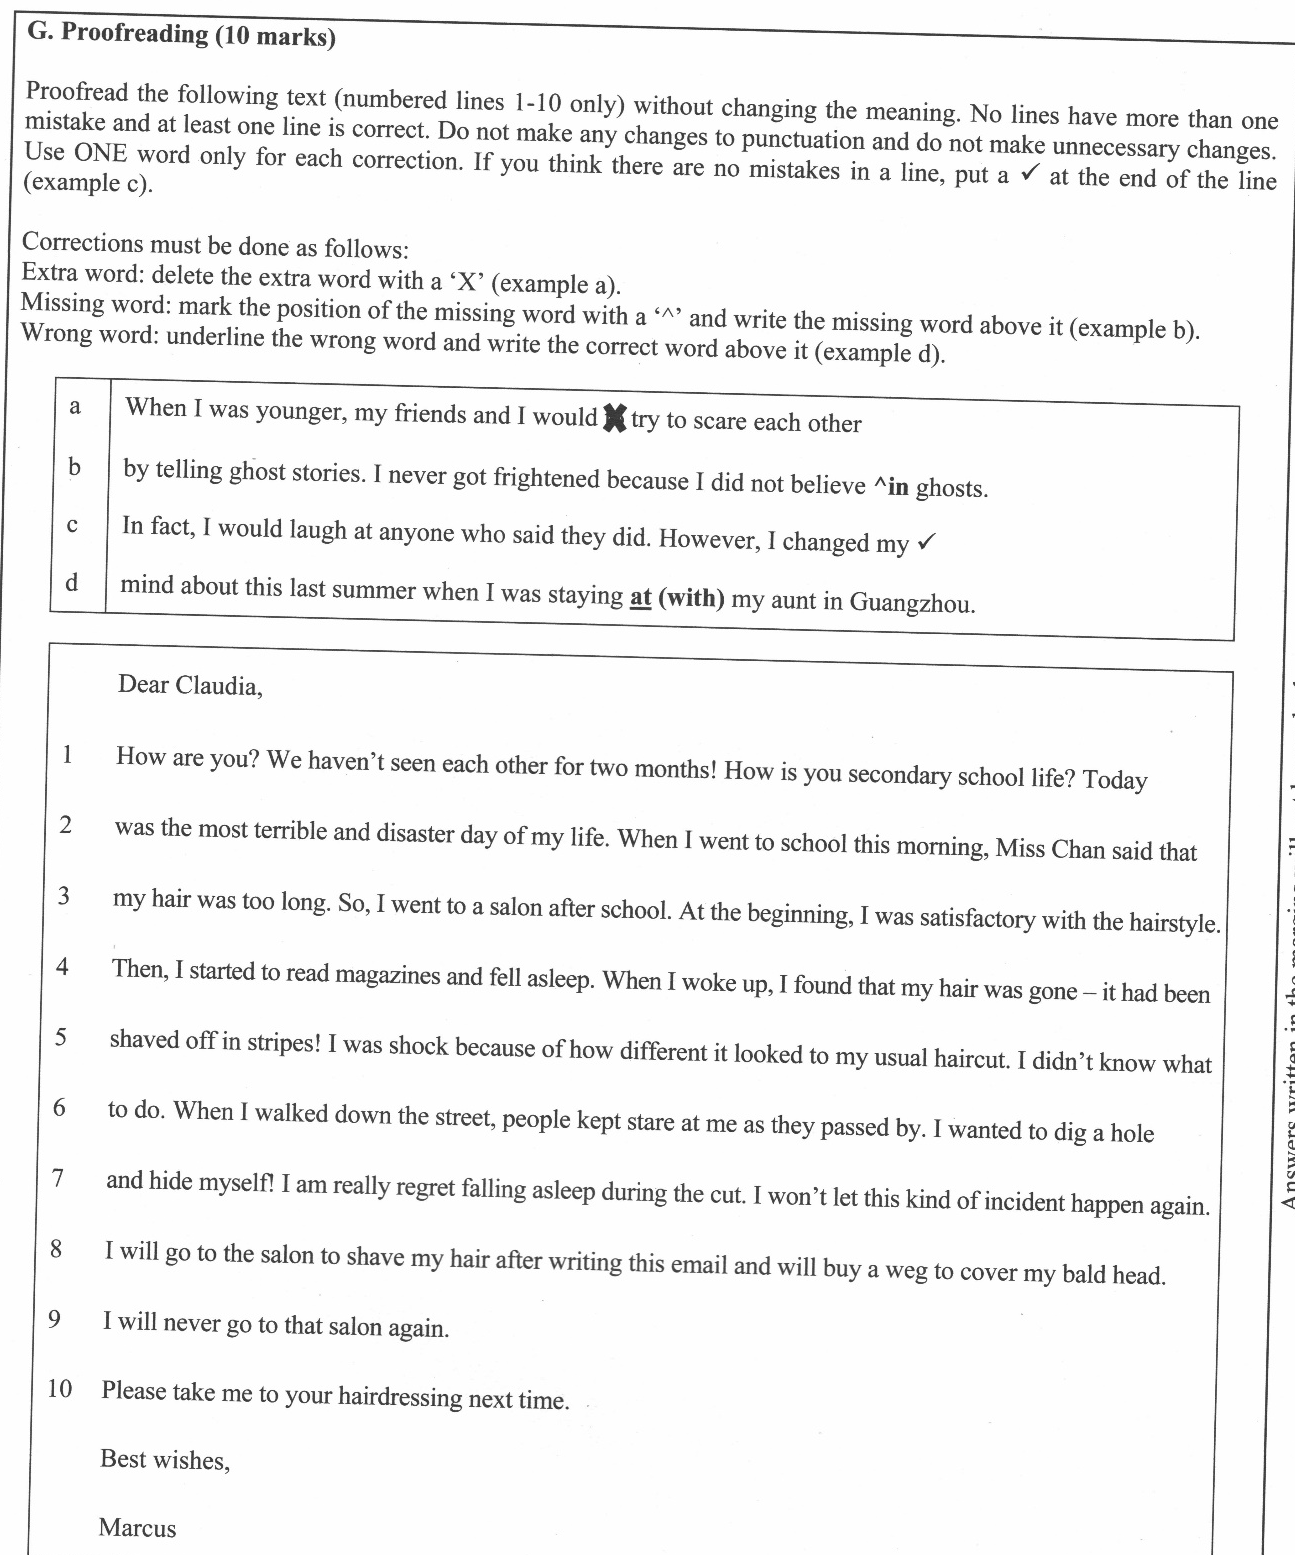 G. Proofreading (10 marks)
Proofread the following text (numbered lines 1-10 only) without changing the meaning. No lines have more than one
mistake and at least one line is correct. Do not make any changes to punctuation and do not make unnecessary changes.
Use ONE word only for each correction. If you think there are no mistakes in a line, put a ✓ at the end of the line
(example c).
Corrections must be done as follows:
Extra word: delete the extra word with a ‘X’ (example a).
Missing word: mark the position of the missing word with a ‘^’ and write the missing word above it (example b).
Wrong word: underline the wrong word and write the correct word above it (example d).
a When I was younger, my friends and I would try to scare each other
b by telling ghost stories. I never got frightened because I did not believe ^in ghosts.
c In fact, I would laugh at anyone who said they did. However, I changed my ✓
d mind about this last summer when I was staying at (with) my aunt in Guangzhou.
Dear Claudia,
1 How are you? We haven’t seen each other for two months! How is you secondary school life? Today
2 was the most terrible and disaster day of my life. When I went to school this morning, Miss Chan said that
3 my hair was too long. So, I went to a salon after school. At the beginning, I was satisfactory with the hairstyle.
4 Then, I started to read magazines and fell asleep. When I woke up, I found that my hair was gone – it had been
5 shaved off in stripes! I was shock because of how different it looked to my usual haircut. I didn’t know what
6 to do. When I walked down the street, people kept stare at me as they passed by. I wanted to dig a hole
7 and hide myself! I am really regret falling asleep during the cut. I won’t let this kind of incident happen again.
8 I will go to the salon to shave my hair after writing this email and will buy a weg to cover my bald head.
9 I will never go to that salon again.
10 Please take me to your hairdressing next time.
Best wishes,
Marcus
Answers written in the